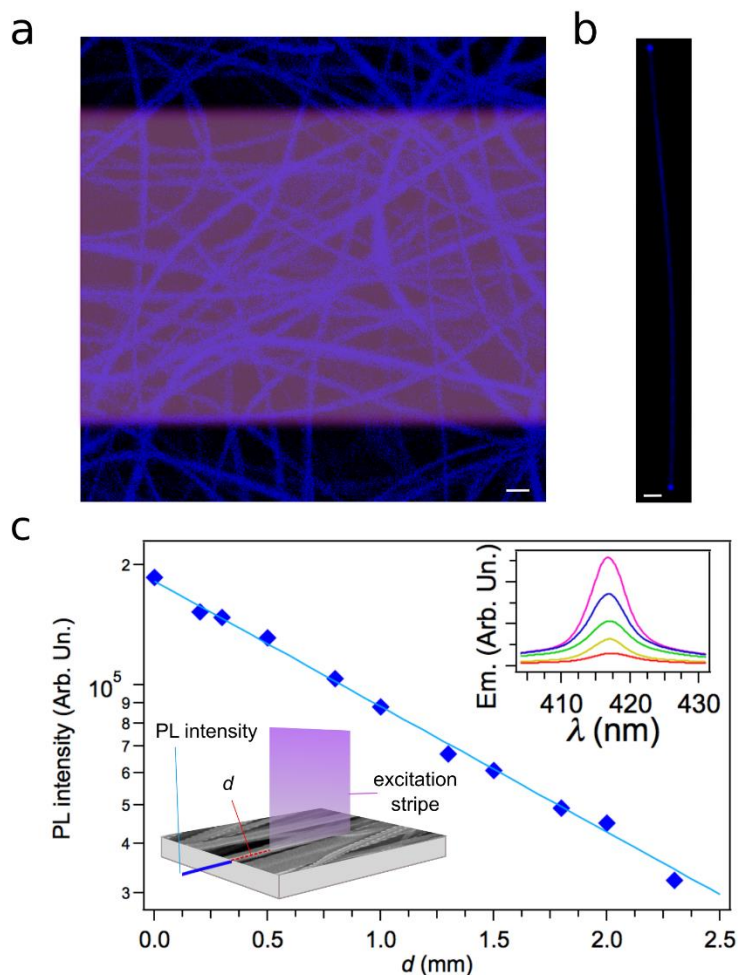 a
b
c
PL intensity (Arb. Un.)
2
10⁵
9
8
7
6
5
4
3
0.0
0.5
1.0
1.5
2.0
2.5
d (mm)
PL intensity
d
excitation
stripe
Em. (Arb. Un.)
410
420
430
λ (nm)